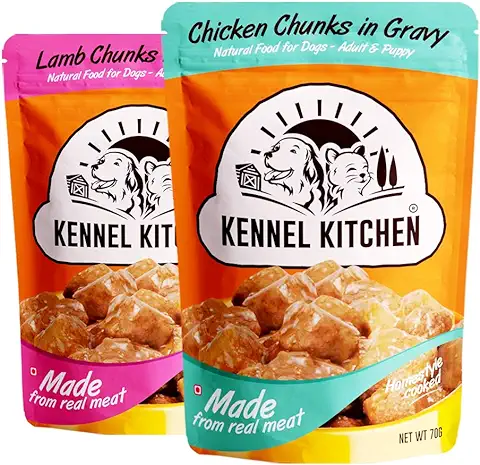 Lamb Chunks
Natural Food for Dogs - A
KENNEL KITC
Made
from real meat
Chicken Chunks in Gravy
Natural Food for Dogs - Adult & Puppy
KENNEL KITCHEN
®
Made
from real meat
Homestyle
cooked
NET WT 70G